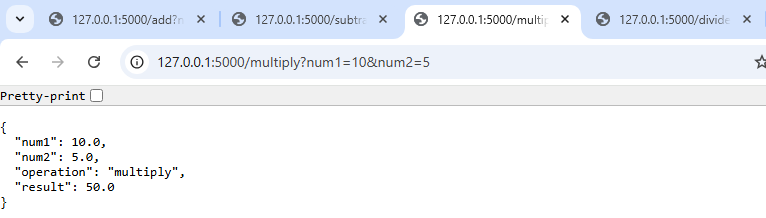 127.0.0.1:5000/add?n
127.0.0.1:5000/subtra
127.0.0.1:5000/multip
127.0.0.1:5000/divide
127.0.0.1:5000/multiply?num1=10&num2=5
Pretty-print
{
  "num1": 10.0,
  "num2": 5.0,
  "operation": "multiply",
  "result": 50.0
}